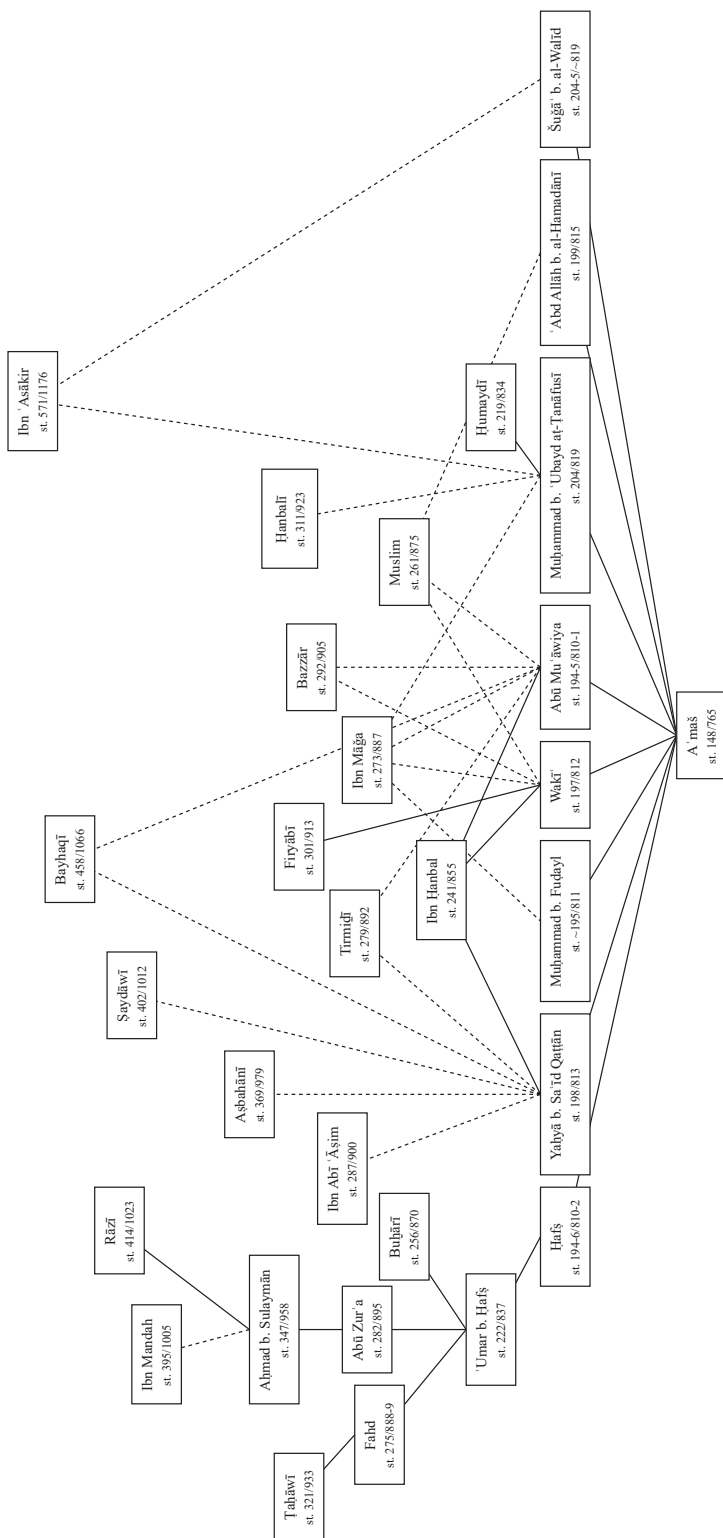 Ibn ʿAsākir
st. 571/1176
Bayhaqī
st. 458/1066
Rāzī
st. 414/1023
Ṣaydāwī
st. 402/1012
Ibn Mandah
st. 395/1005
Aṣbahānī
st. 369/979
Aḥmad b. Sulaymān
st. 347/958
Ṭaḥāwī
st. 321/933
Firyābī
st. 301/913
Ḥanbalī
st. 311/923
Bazzār
st. 292/905
Ibn Abī ʿĀṣim
st. 287/900
Tirmiḏī
st. 279/892
Abū Zurʿa
st. 282/895
Ibn Māǧa
st. 273/887
Fahd
st. 275/888-9
Buḫārī
st. 256/870
Muslim
st. 261/875
Ibn Ḥanbal
st. 241/855
ʿUmar b. Ḥafṣ
st. 222/837
Ḥumaydī
st. 219/834
Ḥafṣ
st. 194-6/810-2
Yaḥyā b. Saʿīd Qaṭṭān
st. 198/813
Muḥammad b. Fuḍayl
st. ~195/811
Wakīʿ
st. 197/812
Abū Muʿāwiya
st. 194-5/810-1
Muḥammad b. ʿUbayd aṭ-Ṭanāfusī
st. 204/819
ʿAbd Allāh b. al-Hamadānī
st. 199/815
Šuǧāʿ b. al-Walīd
st. 204-5/~819
Aʿmaš
st. 148/765